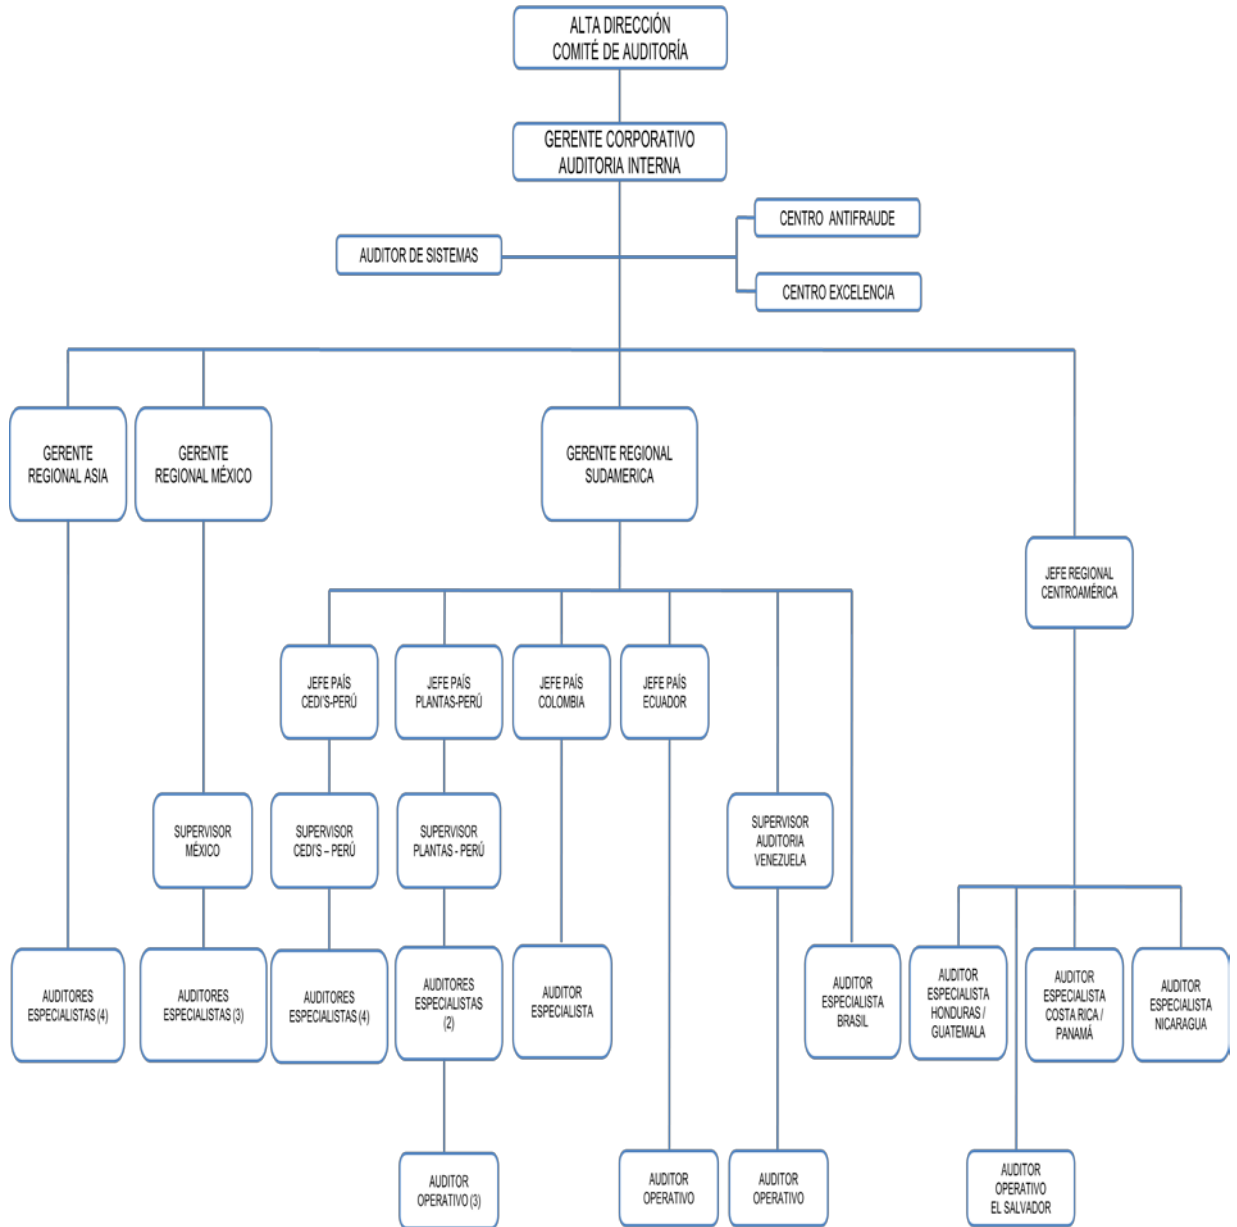 ALTA DIRECCIÓN
COMITÉ DE AUDITORÍA
GERENTE CORPORATIVO
AUDITORIA INTERNA
CENTRO ANTIFRAUDE
AUDITOR DE SISTEMAS
CENTRO EXCELENCIA
GERENTE
REGIONAL ASIA
GERENTE
REGIONAL MÉXICO
GERENTE REGIONAL
SUDAMERICA
JEFE REGIONAL
CENTROAMÉRICA
JEFE PAÍS
CEDI'S-PERÚ
JEFE PAÍS
PLANTAS-PERÚ
JEFE PAÍS
COLOMBIA
JEFE PAÍS
ECUADOR
SUPERVISOR
MÉXICO
SUPERVISOR
CEDI'S – PERÚ
SUPERVISOR
PLANTAS - PERÚ
SUPERVISOR
AUDITORIA
VENEZUELA
AUDITORES
ESPECIALISTAS (4)
AUDITORES
ESPECIALISTAS (3)
AUDITORES
ESPECIALISTAS (4)
AUDITORES
ESPECIALISTAS
(2)
AUDITOR
ESPECIALISTA
AUDITOR
ESPECIALISTA
BRASIL
AUDITOR
ESPECIALISTA
HONDURAS /
GUATEMALA
AUDITOR
ESPECIALISTA
COSTA RICA /
PANAMÁ
AUDITOR
ESPECIALISTA
NICARAGUA
AUDITOR
OPERATIVO (3)
AUDITOR
OPERATIVO
AUDITOR
OPERATIVO
AUDITOR
OPERATIVO
EL SALVADOR